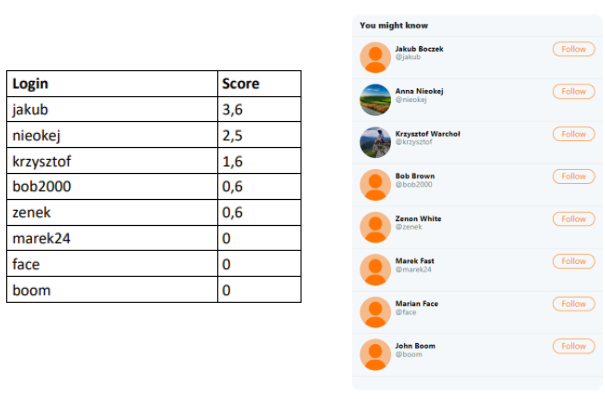 Login Score
jakub 3,6
nieokej 2,5
krzysztof 1,6
bob2000 0,6
zenek 0,6
marek24 0
face 0
boom 0
You might know
Jakub Boczek
@jakub
Follow
Anna Nieokej
@nieokej
Follow
Krzysztof Warchoł
@krzysztof
Follow
Bob Brown
@bob2000
Follow
Zenon White
@zenek
Follow
Marek Fast
@marek24
Follow
Marian Face
@face
Follow
John Boom
@boom
Follow